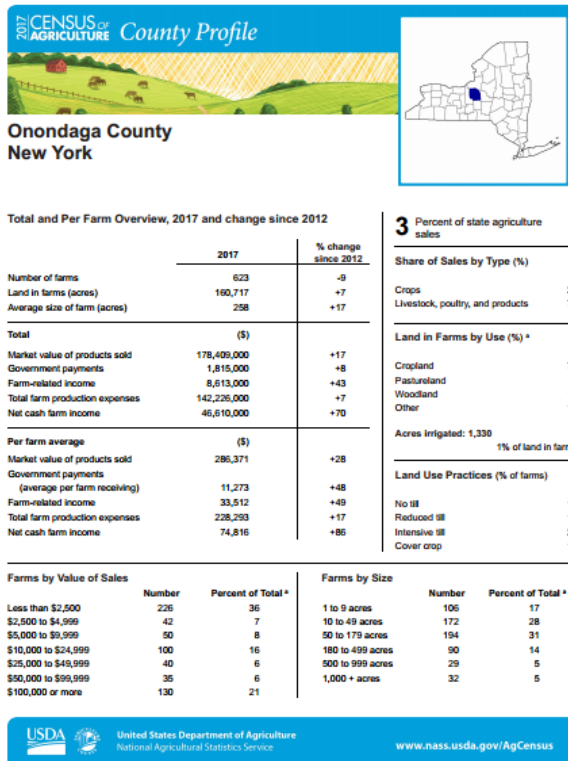 2017 CENSUS OF AGRICULTURE County Profile
Onondaga County
New York
Total and Per Farm Overview, 2017 and change since 2012
2017 % change since 2012
Number of farms 623 -9
Land in farms (acres) 160,717 +7
Average size of farm (acres) 258 +17
Total ($)
Market value of products sold 178,409,000 +17
Government payments 1,815,000 +8
Farm-related income 8,613,000 +43
Total farm production expenses 142,226,000 +7
Net cash farm income 46,610,000 +70
Per farm average ($)
Market value of products sold 286,371 +28
Government payments
(average per farm receiving) 11,273 +48
Farm-related income 33,512 +49
Total farm production expenses 228,293 +17
Net cash farm income 74,816 +86
3 Percent of state agriculture
sales
Share of Sales by Type (%)
Crops
Livestock, poultry, and products
Land in Farms by Use (%) a
Cropland
Pastureland
Woodland
Other
Acres irrigated: 1,330
1% of land in farm
Land Use Practices (% of farms)
No till
Reduced till
Intensive till
Cover crop
Farms by Value of Sales
Number Percent of Total a
Less than $2,500 226 36
$2,500 to $4,999 42 7
$5,000 to $9,999 50 8
$10,000 to $24,999 100 16
$25,000 to $49,999 40 6
$50,000 to $99,999 35 6
$100,000 or more 130 21
Farms by Size
Number Percent of Total a
1 to 9 acres 106 17
10 to 49 acres 172 28
50 to 179 acres 194 31
180 to 499 acres 90 14
500 to 999 acres 29 5
1,000 + acres 32 5
USDA
United States Department of Agriculture
National Agricultural Statistics Service
www.nass.usda.gov/AgCensus